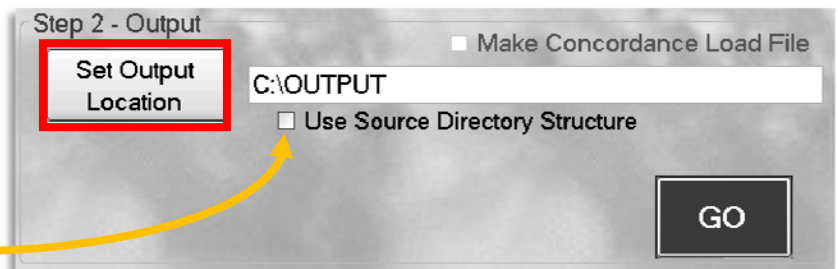 Step 2 - Output
Make Concordance Load File
Set Output
Location
C:\OUTPUT
Use Source Directory Structure
GO